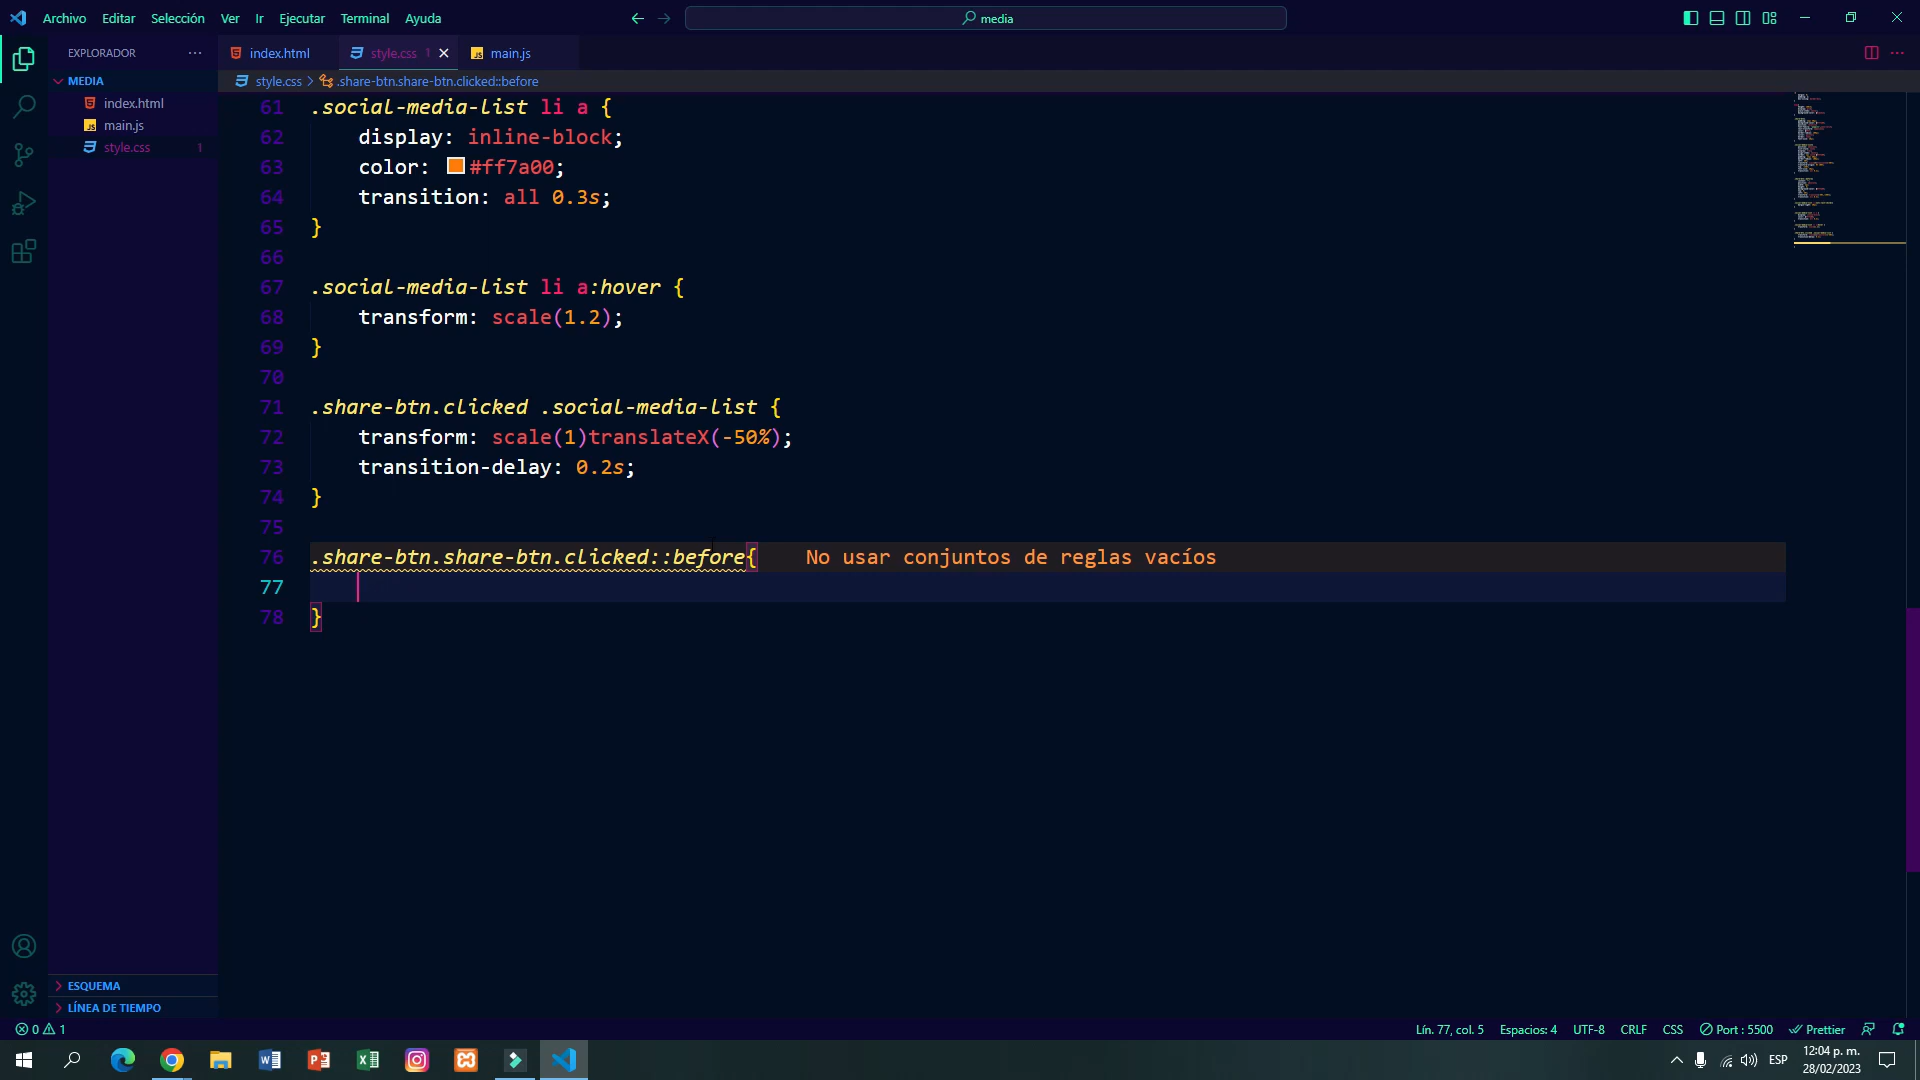 Archivo Editar Selección Ver Ir Ejecutar Terminal Ayuda
media
EXPLORADOR
index.html
style.css 1
main.js
MEDIA
index.html
main.js
style.css 1
style.css > .share-btn.share-btn.clicked::before
61 .social-media-list li a {
62 display: inline-block;
63 color: #ff7a00;
64 transition: all 0.3s;
65 }
66
67 .social-media-list li a:hover {
68 transform: scale(1.2);
69 }
70
71 .share-btn.clicked .social-media-list {
72 transform: scale(1)translateX(-50%);
73 transition-delay: 0.2s;
74 }
75
76 .share-btn.share-btn.clicked::before{ No usar conjuntos de reglas vacíos
77
78 }
ESQUEMA
LÍNEA DE TIEMPO
0 1
Lín. 77, col. 5 Espacios: 4 UTF-8 CRLF CSS Port : 5500 Prettier
ESP
12:04 p. m.
28/02/2023